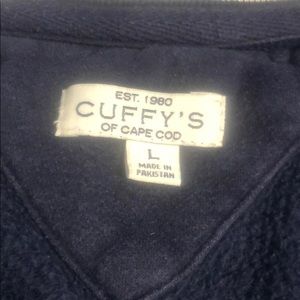 EST. 1980
CUFFY'S
OF CAPE COD
L
MADE IN
PAKISTAN